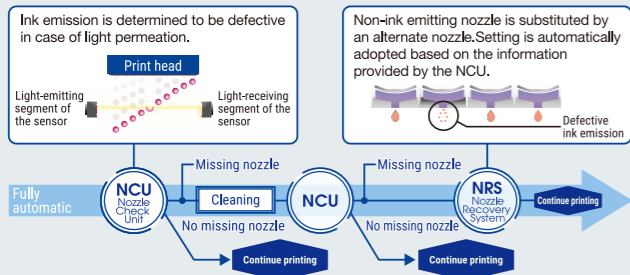 Ink emission is determined to be defective
in case of light permeation.
Print head
Light-emitting
segment of
the sensor
Light-receiving
segment of the
sensor
Non-ink emitting nozzle is substituted by
an alternate nozzle.Setting is automatically
adopted based on the information
provided by the NCU.
Defective
ink emission
Fully
automatic
NCU
Nozzle
Check
Unit
Missing nozzle
Cleaning
No missing nozzle
Continue printing
NCU
Missing nozzle
No missing nozzle
Continue printing
NRS
Nozzle
Recovery
System
Continue printing